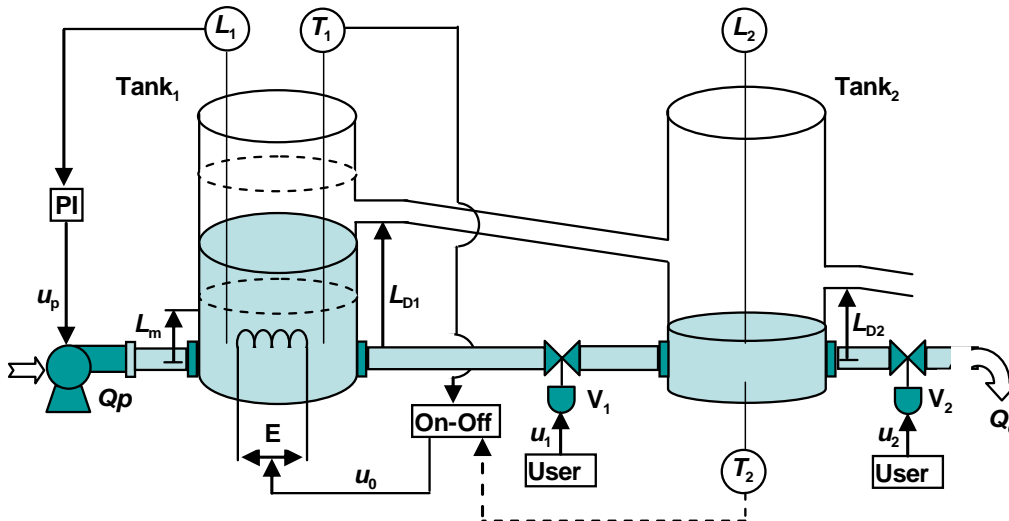 L1
T1
L2
Tank1
Tank2
PI
up
Lm
LD1
LD2
Qp
E
On-Off
V1
V2
u1
u2
u0
User
User
T2